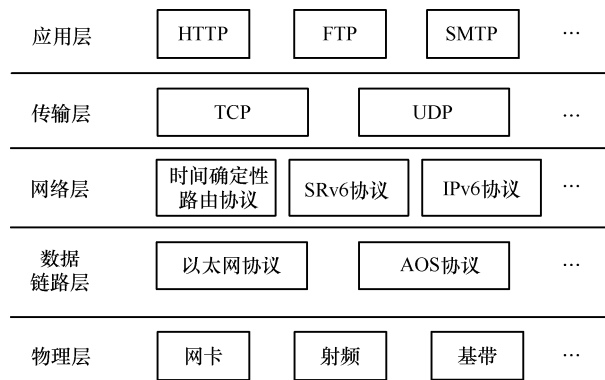 应用层 HTTP FTP SMTP ...
传输层 TCP UDP ...
网络层 时间确定性路由协议 SRv6协议 IPv6协议 ...
数据链路层 以太网协议 AOS协议 ...
物理层 网卡 射频 基带 ...